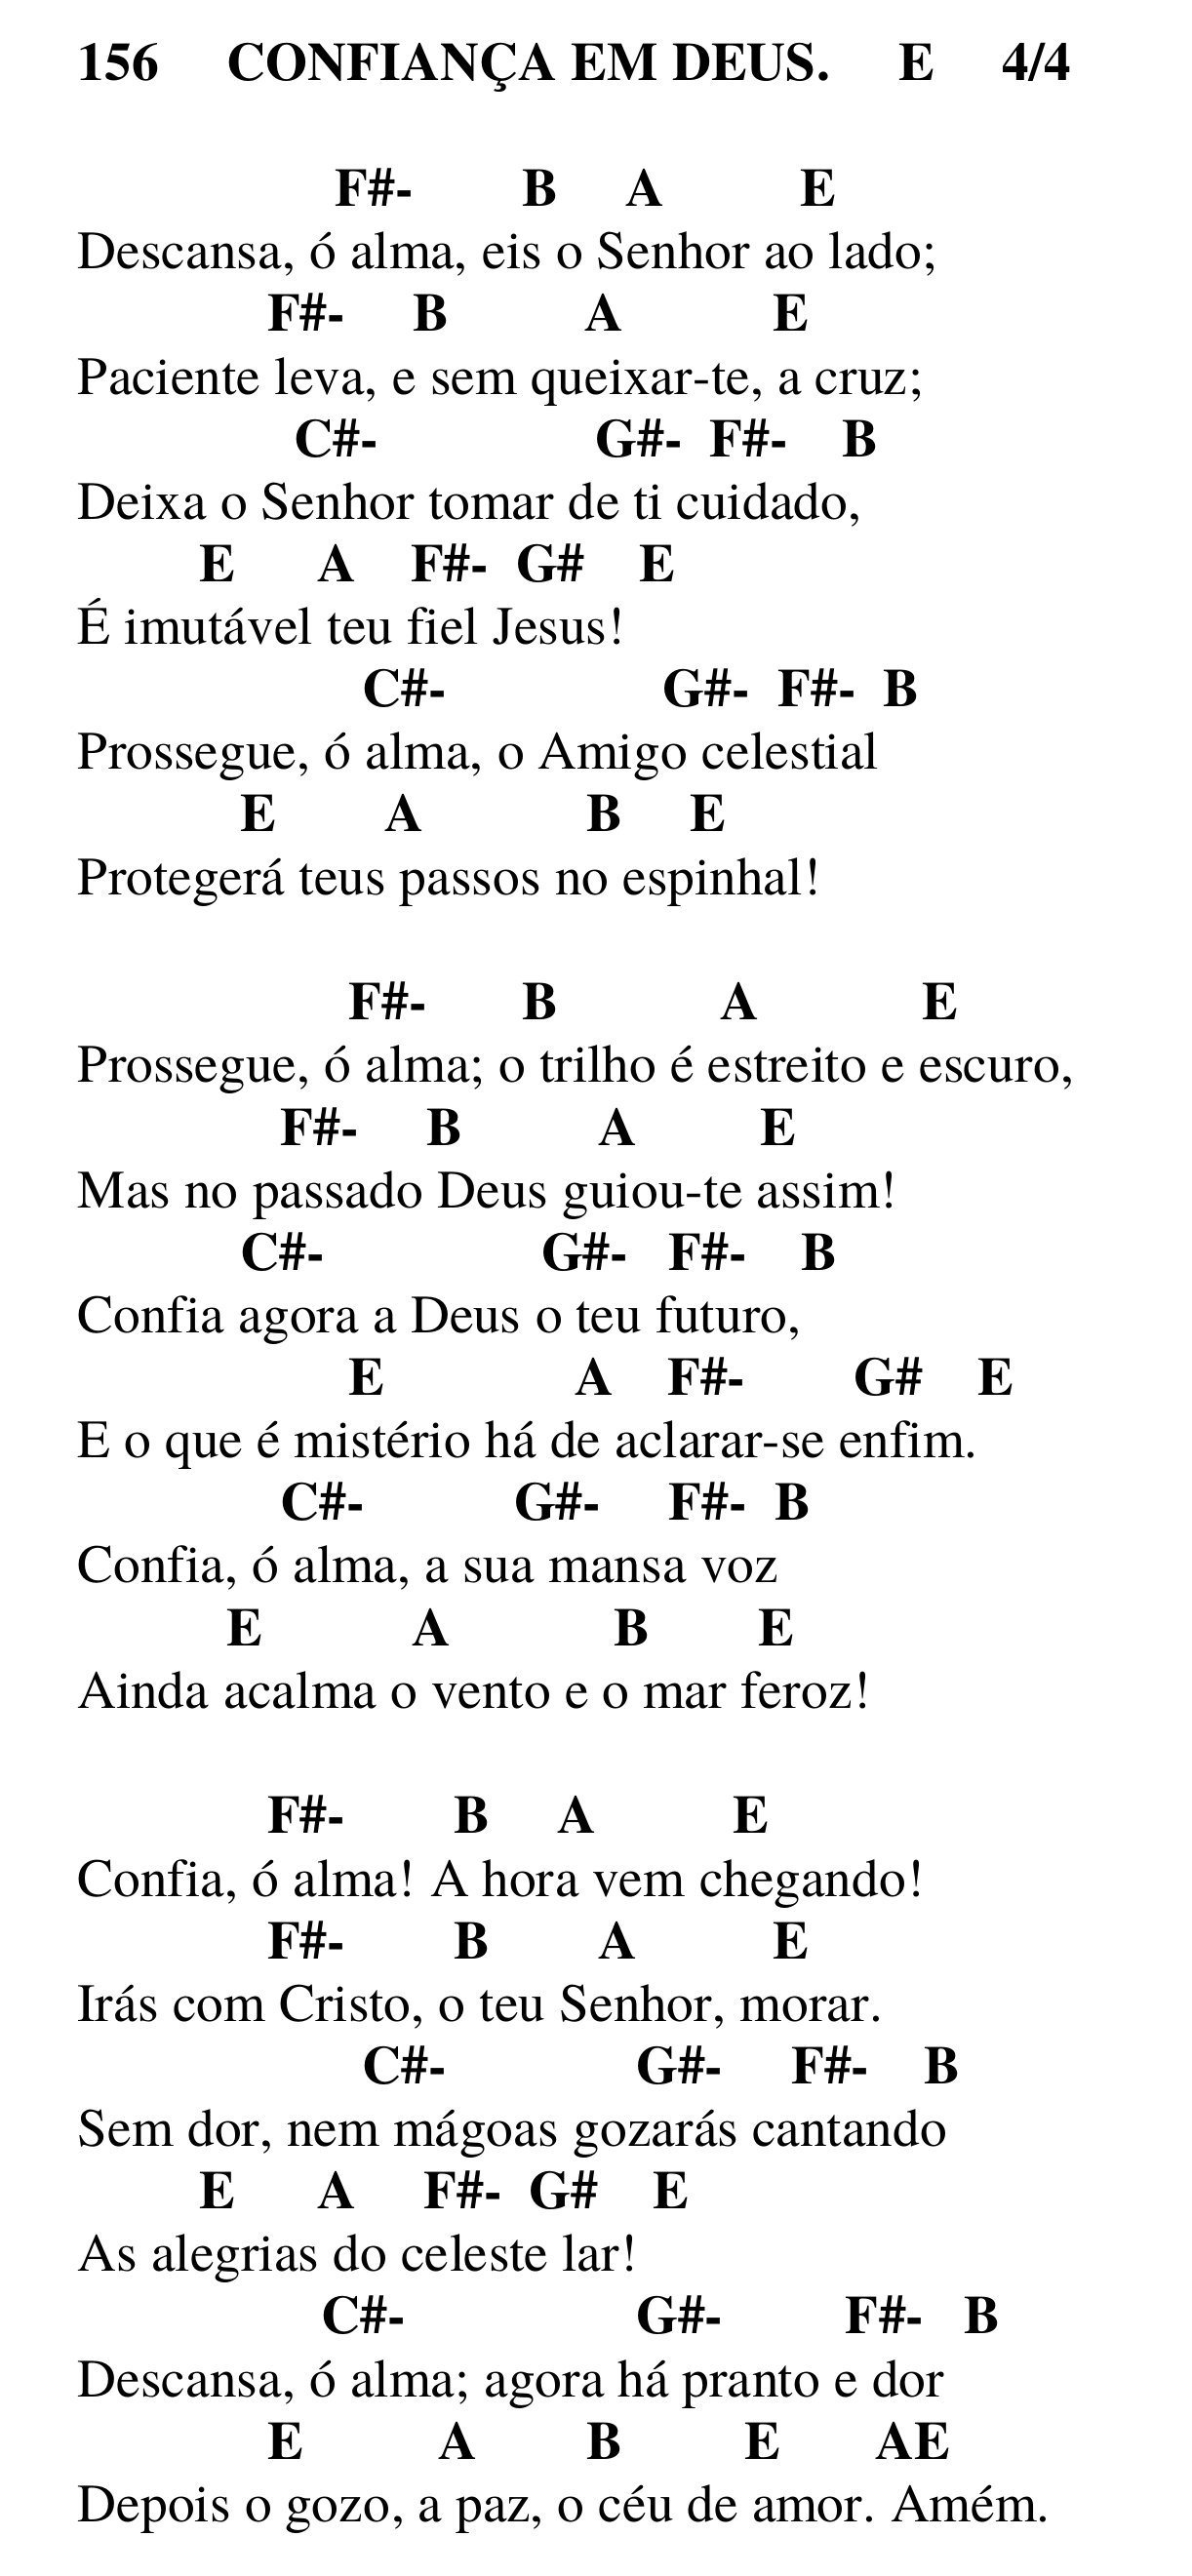 156 CONFIANÇA EM DEUS. E 4/4
F#- B A E
Descansa, ó alma, eis o Senhor ao lado;
F#- B A E
Paciente leva, e sem queixar-te, a cruz;
C#- G#- F#- B
Deixa o Senhor tomar de ti cuidado,
E A F#- G# E
É imutável teu fiel Jesus!
C#- G#- F#- B
Prossegue, ó alma, o Amigo celestial
E A B E
Protegerá teus passos no espinhal!
F#- B A E
Prossegue, ó alma; o trilho é estreito e escuro,
F#- B A E
Mas no passado Deus guiou-te assim!
C#- G#- F#- B
Confia agora a Deus o teu futuro,
E A F#- G# E
E o que é mistério há de aclarar-se enfim.
C#- G#- F#- B
Confia, ó alma, a sua mansa voz
E A B E
Ainda acalma o vento e o mar feroz!
F#- B A E
Confia, ó alma! A hora vem chegando!
F#- B A E
Irás com Cristo, o teu Senhor, morar.
C#- G#- F#- B
Sem dor, nem mágoas gozarás cantando
E A F#- G# E
As alegrias do celeste lar!
C#- G#- F#- B
Descansa, ó alma; agora há pranto e dor
E A B E AE
Depois o gozo, a paz, o céu de amor. Amém.